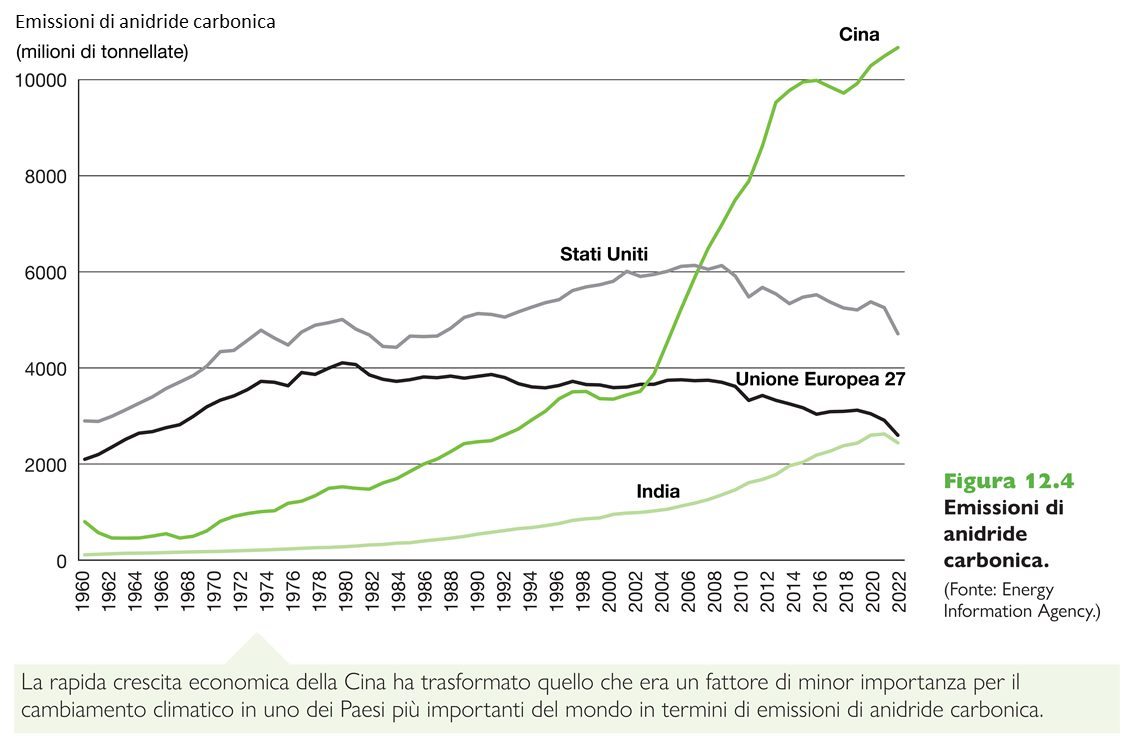 Emissioni di anidride carbonica
(milioni di tonnellate)
Cina
10000
8000
Stati Uniti
6000
4000
Unione Europea 27
2000
India
0
1960
1962
1964
1966
1968
1970
1972
1974
1976
1978
1980
1982
1984
1986
1988
1990
1992
1994
1996
1998
2000
2002
2004
2006
2008
2010
2012
2014
2016
2018
2020
2022
Figura 12.4
Emissioni di
anidride
carbonica.
(Fonte: Energy
Information Agency.)
La rapida crescita economica della Cina ha trasformato quello che era un fattore di minor importanza per il
cambiamento climatico in uno dei Paesi più importanti del mondo in termini di emissioni di anidride carbonica.